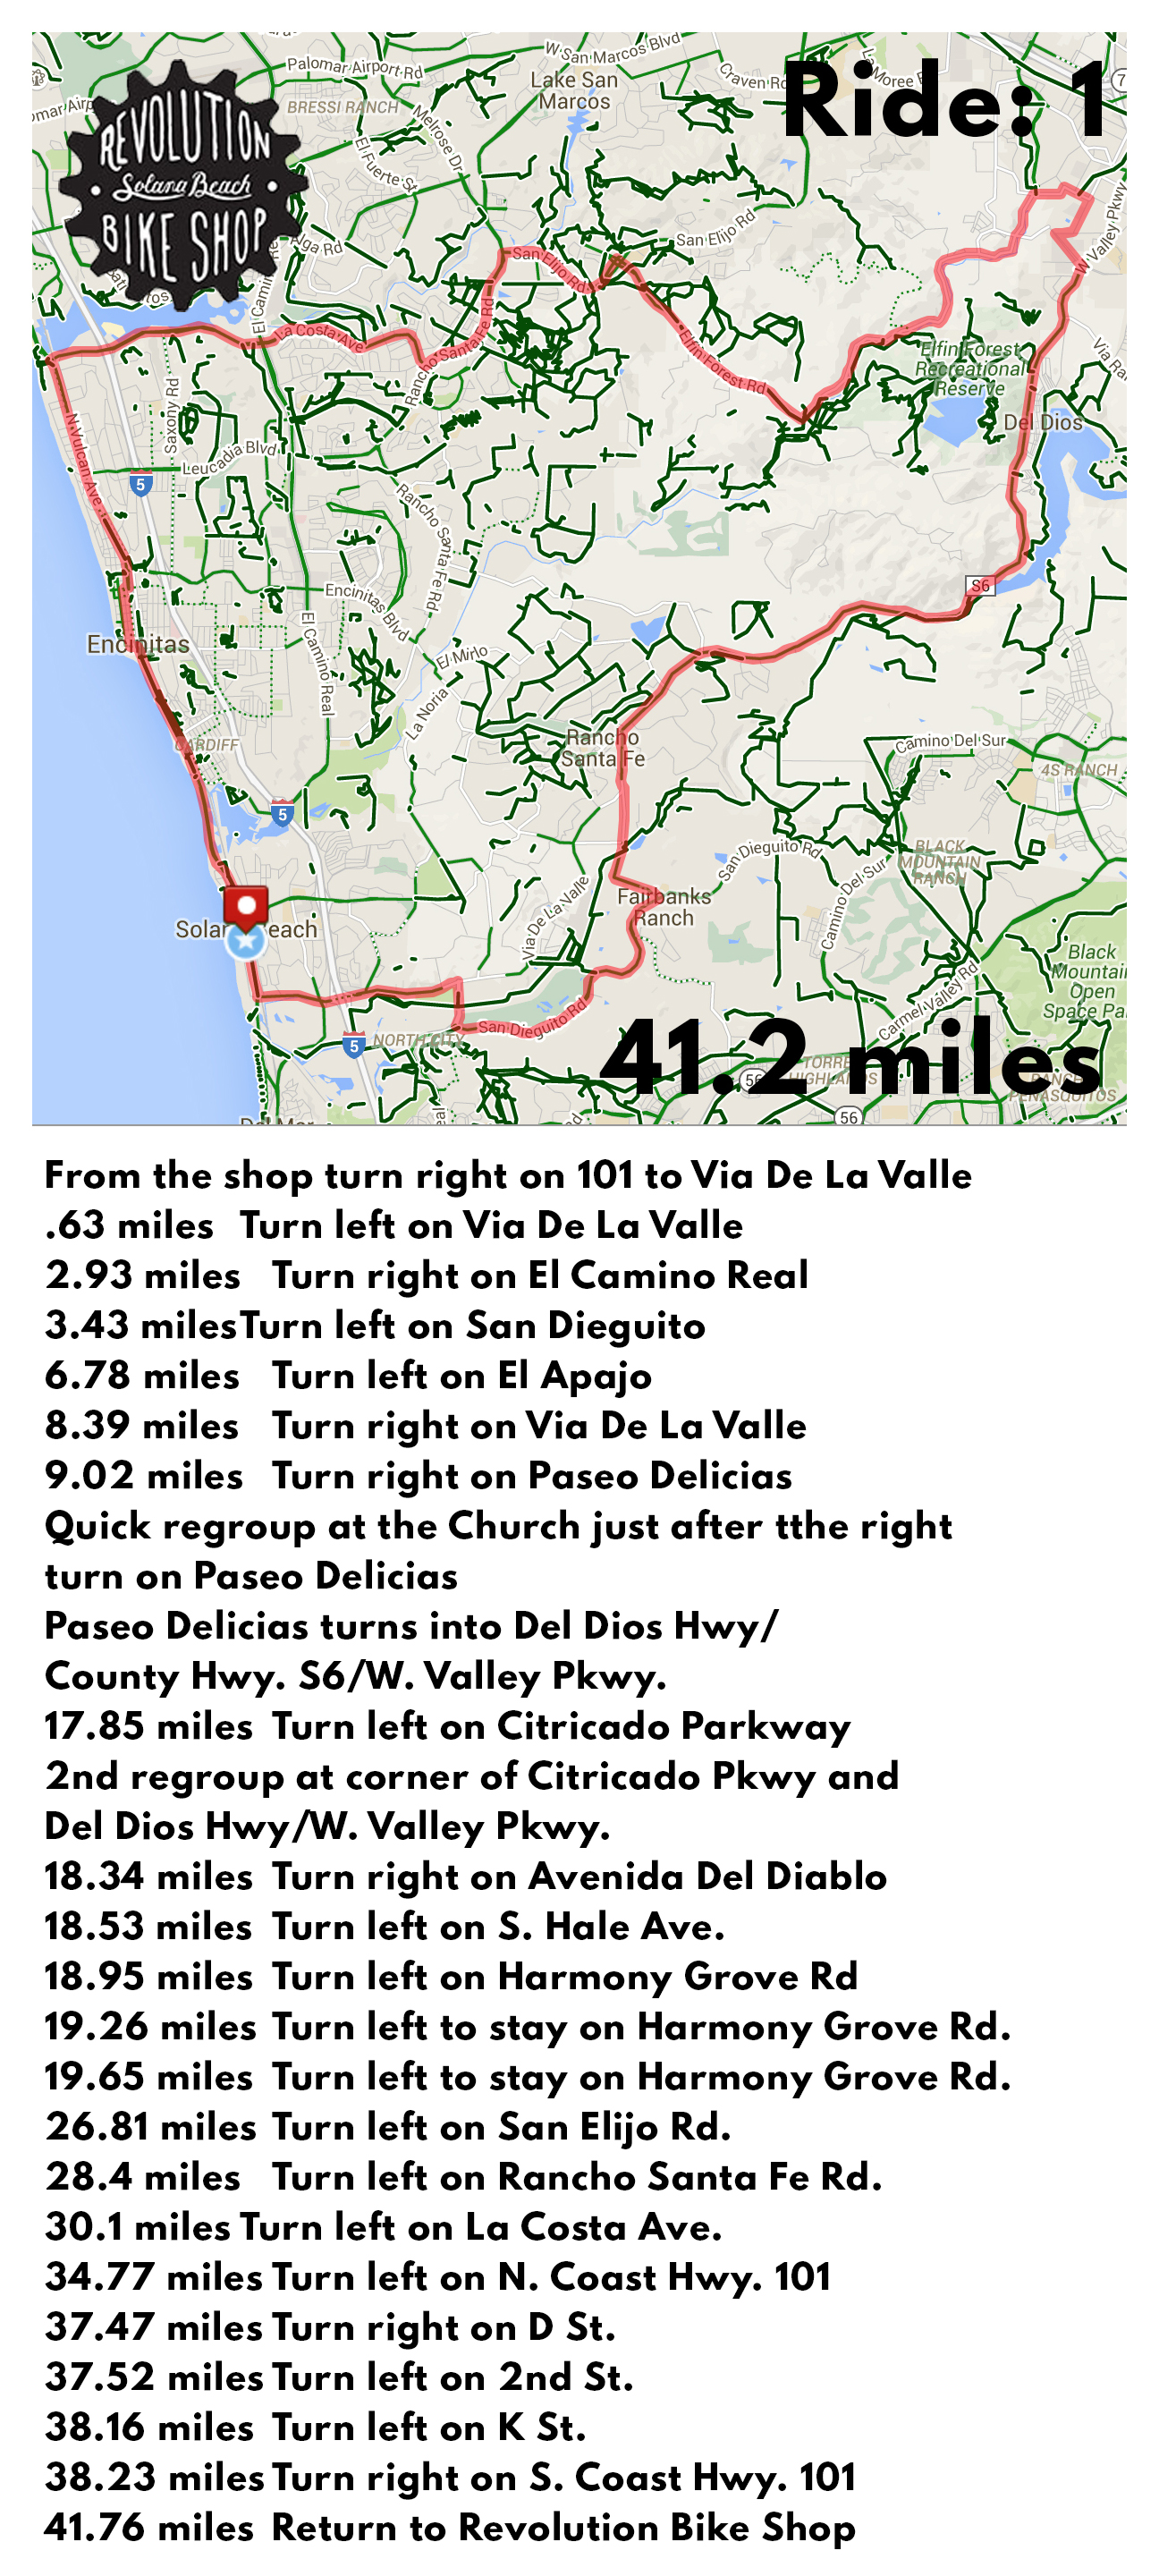 W San Marcos Blvd
Palomar Airport Rd
Lake San
Marcos
Craven Rd
La Moree
Ride: 1
BRESSI RANCH
Melrose Dr
El Fuerte St
REVOLUTION
Solana Beach
BIKE SHOP
Alga Rd
San Elijo Rd
San Elijo Rd
W Valley Pkwy
El Camino Re
La Costa Ave
Rancho Santa Fe Rd
Elfin Forest Rd
Elfin Forest
Recreational
Reserve
Via Ra
Del Dios
N Vulcan Ave
Saxony Rd
Leucadia Blvd
5
Rancho Santa Fe Rd
S6
Encinitas Blvd
Encinitas
El Camino Real
El Mirlo
La Noria
CARDIFF
Rancho
Santa Fe
Camino Del Sur
4S RANCH
5
San Dieguito Rd
BLACK
MOUNTAIN
RANCH
Fairbanks
Ranch
Via De La Valle
Camino Del Sur
Solan Beach
Black
Mountain
Open
Space Pa
Carmel Valley Rd
San Dieguito Rd
5
NORTH CITY
41.2 miles
TORRE
HIGHLANDS
RANCH
PENASQUITOS
56
56
Del Mar
From the shop turn right on 101 to Via De La Valle
.63 miles Turn left on Via De La Valle
2.93 miles Turn right on El Camino Real
3.43 milesTurn left on San Dieguito
6.78 miles Turn left on El Apajo
8.39 miles Turn right on Via De La Valle
9.02 miles Turn right on Paseo Delicias
Quick regroup at the Church just after tthe right
turn on Paseo Delicias
Paseo Delicias turns into Del Dios Hwy/
County Hwy. S6/W. Valley Pkwy.
17.85 miles Turn left on Citricado Parkway
2nd regroup at corner of Citricado Pkwy and
Del Dios Hwy/W. Valley Pkwy.
18.34 miles Turn right on Avenida Del Diablo
18.53 miles Turn left on S. Hale Ave.
18.95 miles Turn left on Harmony Grove Rd
19.26 miles Turn left to stay on Harmony Grove Rd.
19.65 miles Turn left to stay on Harmony Grove Rd.
26.81 miles Turn left on San Elijo Rd.
28.4 miles Turn left on Rancho Santa Fe Rd.
30.1 miles Turn left on La Costa Ave.
34.77 miles Turn left on N. Coast Hwy. 101
37.47 miles Turn right on D St.
37.52 miles Turn left on 2nd St.
38.16 miles Turn left on K St.
38.23 miles Turn right on S. Coast Hwy. 101
41.76 miles Return to Revolution Bike Shop